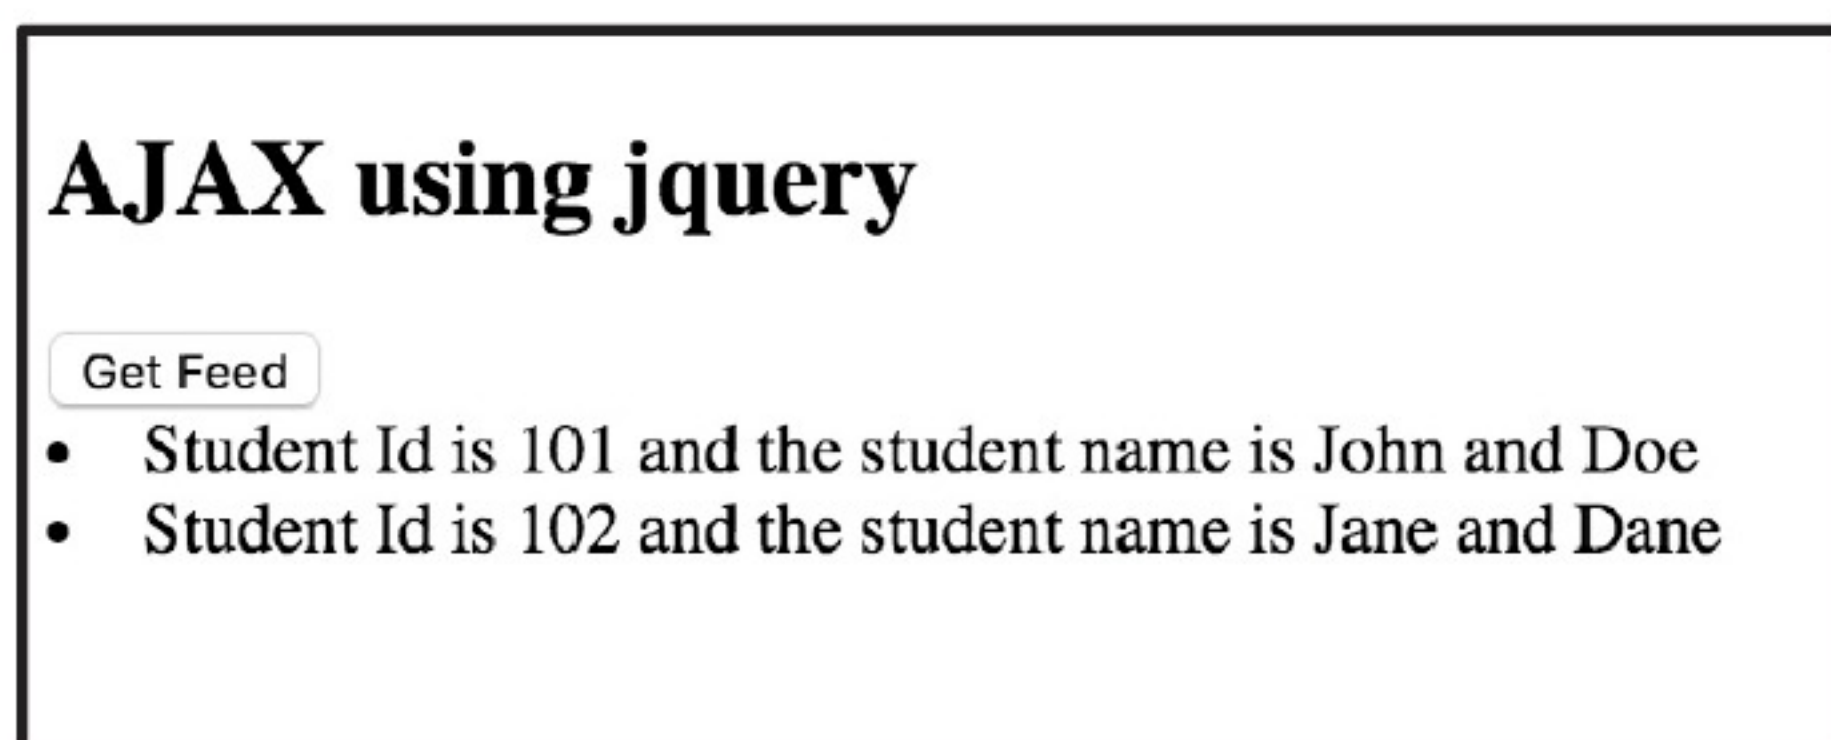 AJAX using jquery
Get Feed
• Student Id is 101 and the student name is John and Doe
• Student Id is 102 and the student name is Jane and Dane